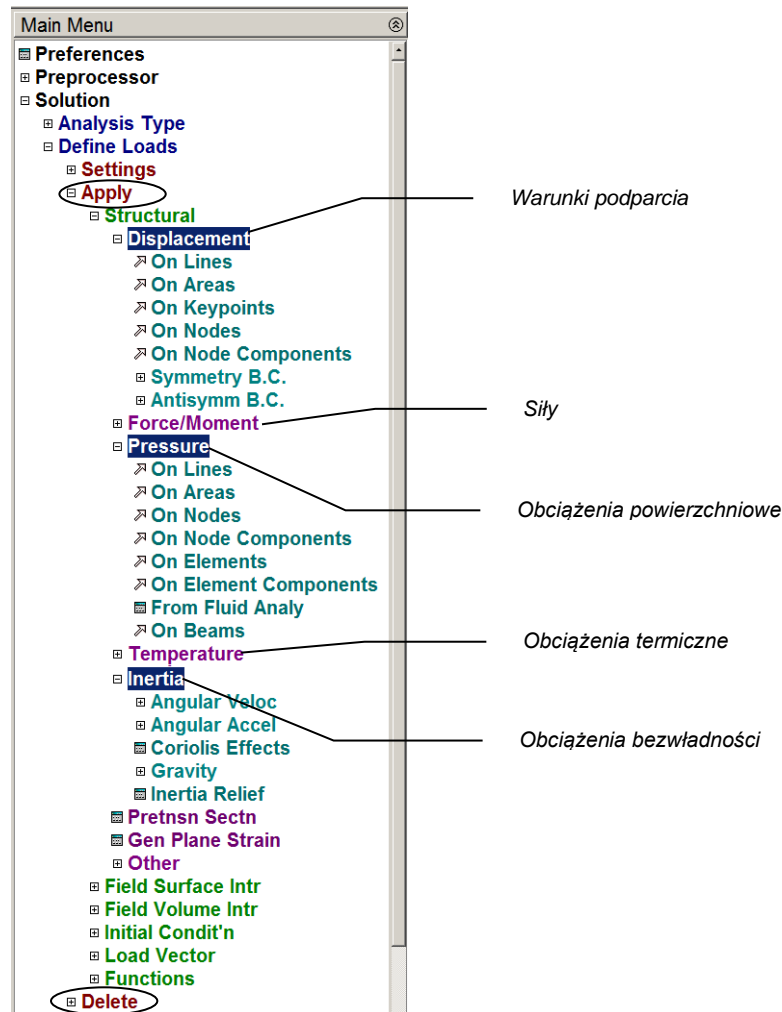 Main Menu
Preferences
Preprocessor
Solution
Analysis Type
Define Loads
Settings
Apply
Structural
Displacement
On Lines
On Areas
On Keypoints
On Nodes
On Node Components
Symmetry B.C.
Antisymm B.C.
Force/Moment
Pressure
On Lines
On Areas
On Nodes
On Node Components
On Elements
On Element Components
From Fluid Analy
On Beams
Temperature
Inertia
Angular Veloc
Angular Accel
Coriolis Effects
Gravity
Inertia Relief
Pretnsn Sectn
Gen Plane Strain
Other
Field Surface Intr
Field Volume Intr
Initial Condit'n
Load Vector
Functions
Delete
Warunki podparcia
Siły
Obciążenia powierzchniowe
Obciążenia termiczne
Obciążenia bezwładności